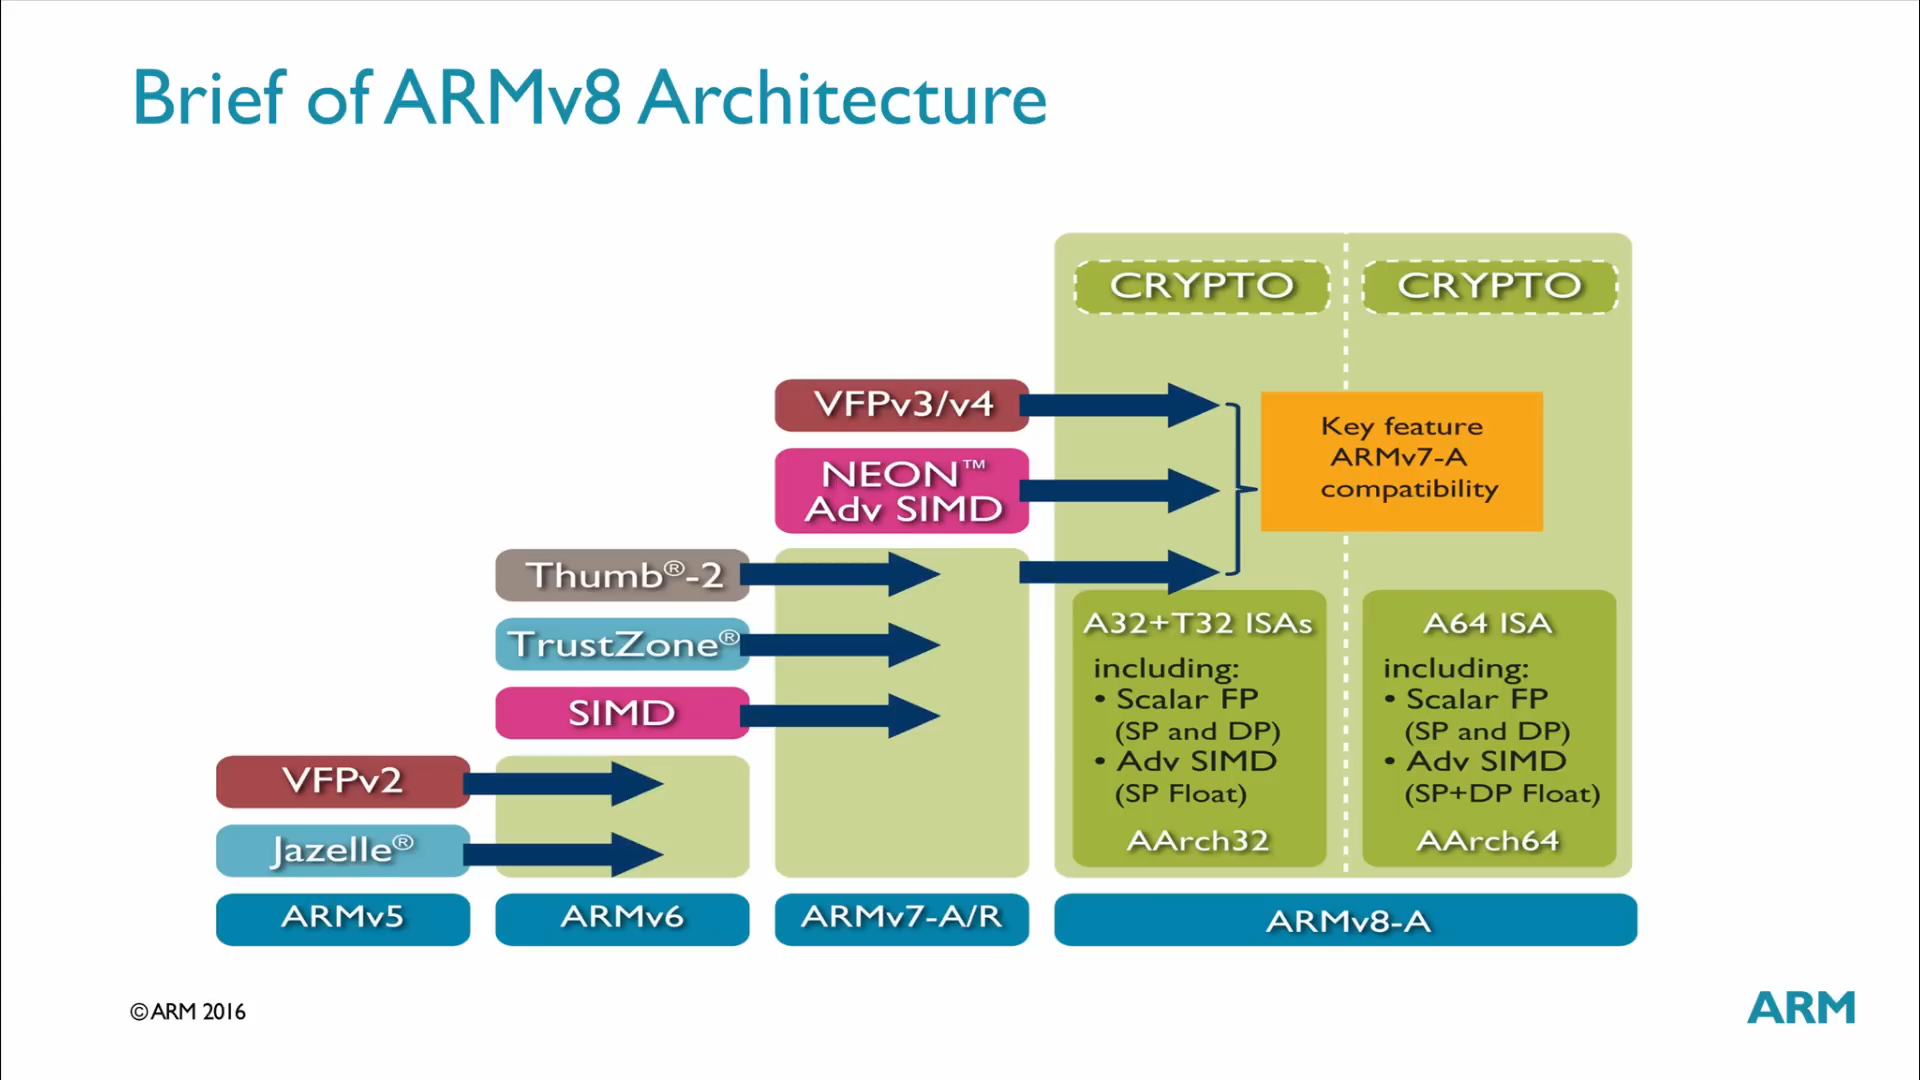 Brief of ARMv8 Architecture
CRYPTO
CRYPTO
VFPv3/v4
NEON™
Adv SIMD
Key feature
ARMv7-A
compatibility
Thumb®-2
TrustZone®
SIMD
VFPv2
Jazelle®
A32+T32 ISAs
including:
• Scalar FP
(SP and DP)
• Adv SIMD
(SP Float)
AArch32
A64 ISA
including:
• Scalar FP
(SP and DP)
• Adv SIMD
(SP+DP Float)
AArch64
ARMv5
ARMv6
ARMv7-A/R
ARMv8-A
© ARM 2016
ARM